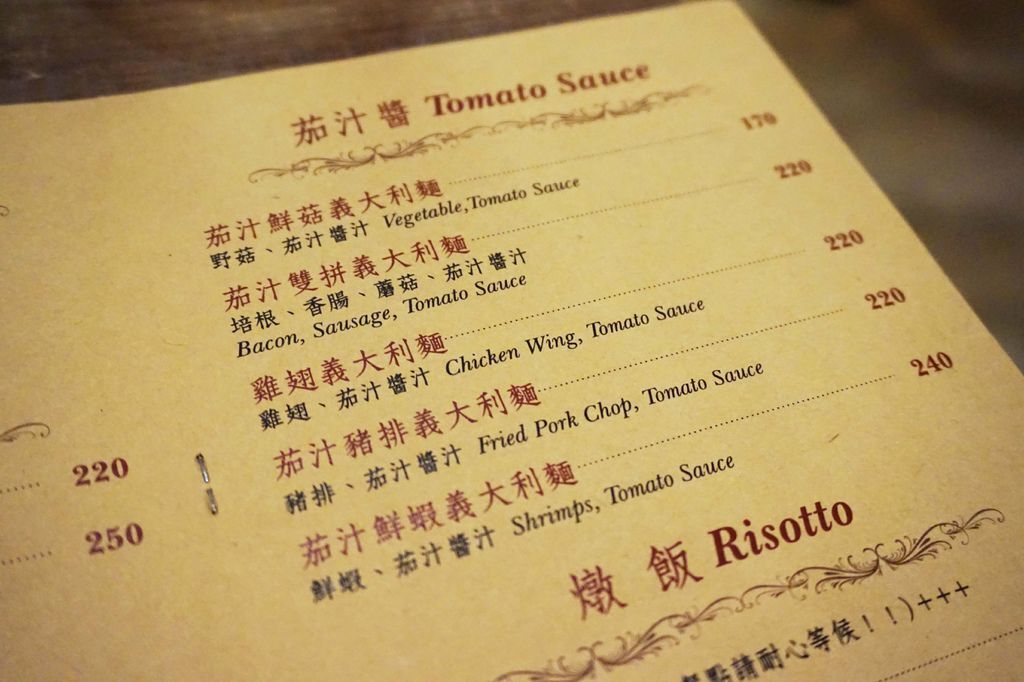 茄汁醬 Tomato Sauce
茄汁鮮菇義大利麵 170
野菇、茄汁醬汁 Vegetable,Tomato Sauce
茄汁雙拼義大利麵 220
培根、香腸、蘑菇、茄汁醬汁
Bacon, Sausage, Tomato Sauce
雞翅義大利麵 220
雞翅、茄汁醬汁 Chicken Wing, Tomato Sauce
茄汁豬排義大利麵 220
豬排、茄汁醬汁 Fried Pork Chop, Tomato Sauce
茄汁鮮蝦義大利麵 240
鮮蝦、茄汁醬汁 Shrimps, Tomato Sauce
220
250
燉飯 Risotto
點請耐心等候！！)+++